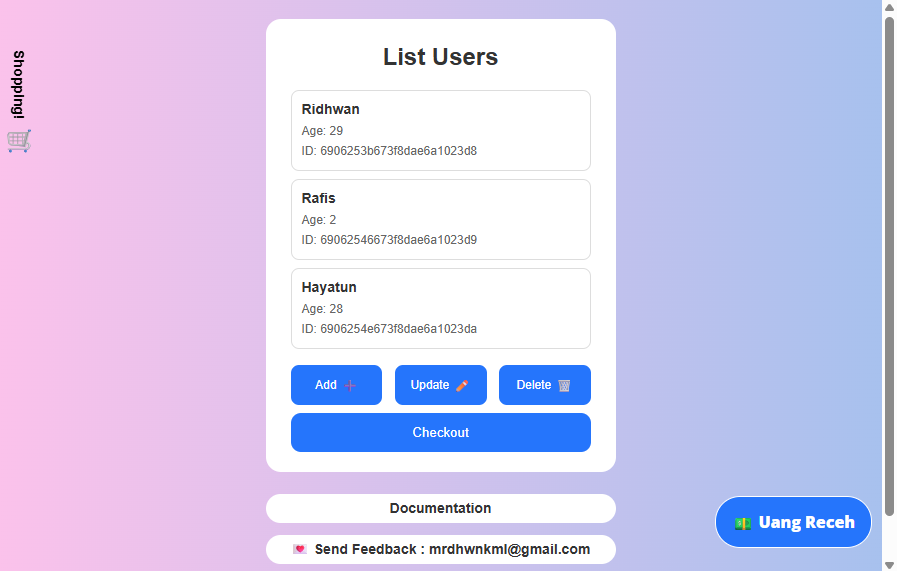 Shopping!
List Users
Ridhwan
Age: 29
ID: 6906253b673f8dae6a1023d8
Rafis
Age: 2
ID: 69062546673f8dae6a1023d9
Hayatun
Age: 28
ID: 6906254e673f8dae6a1023da
Add
Update
Delete
Checkout
Documentation
Send Feedback : mrdhwnkml@gmail.com
Uang Receh